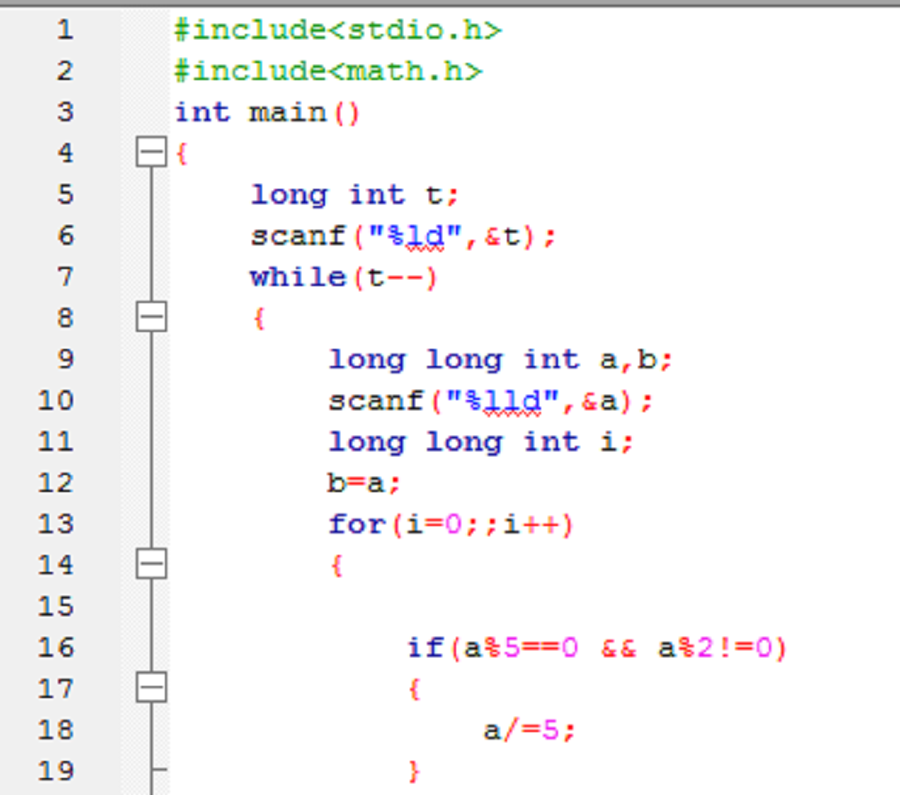 1 #include<stdio.h>
2 #include<math.h>
3 int main()
4 {
5 long int t;
6 scanf("%ld",&t);
7 while(t--)
8 {
9 long long int a,b;
10 scanf("%lld",&a);
11 long long int i;
12 b=a;
13 for(i=0;;i++)
14 {
15
16 if(a%5==0 && a%2!=0)
17 {
18 a/=5;
19 }